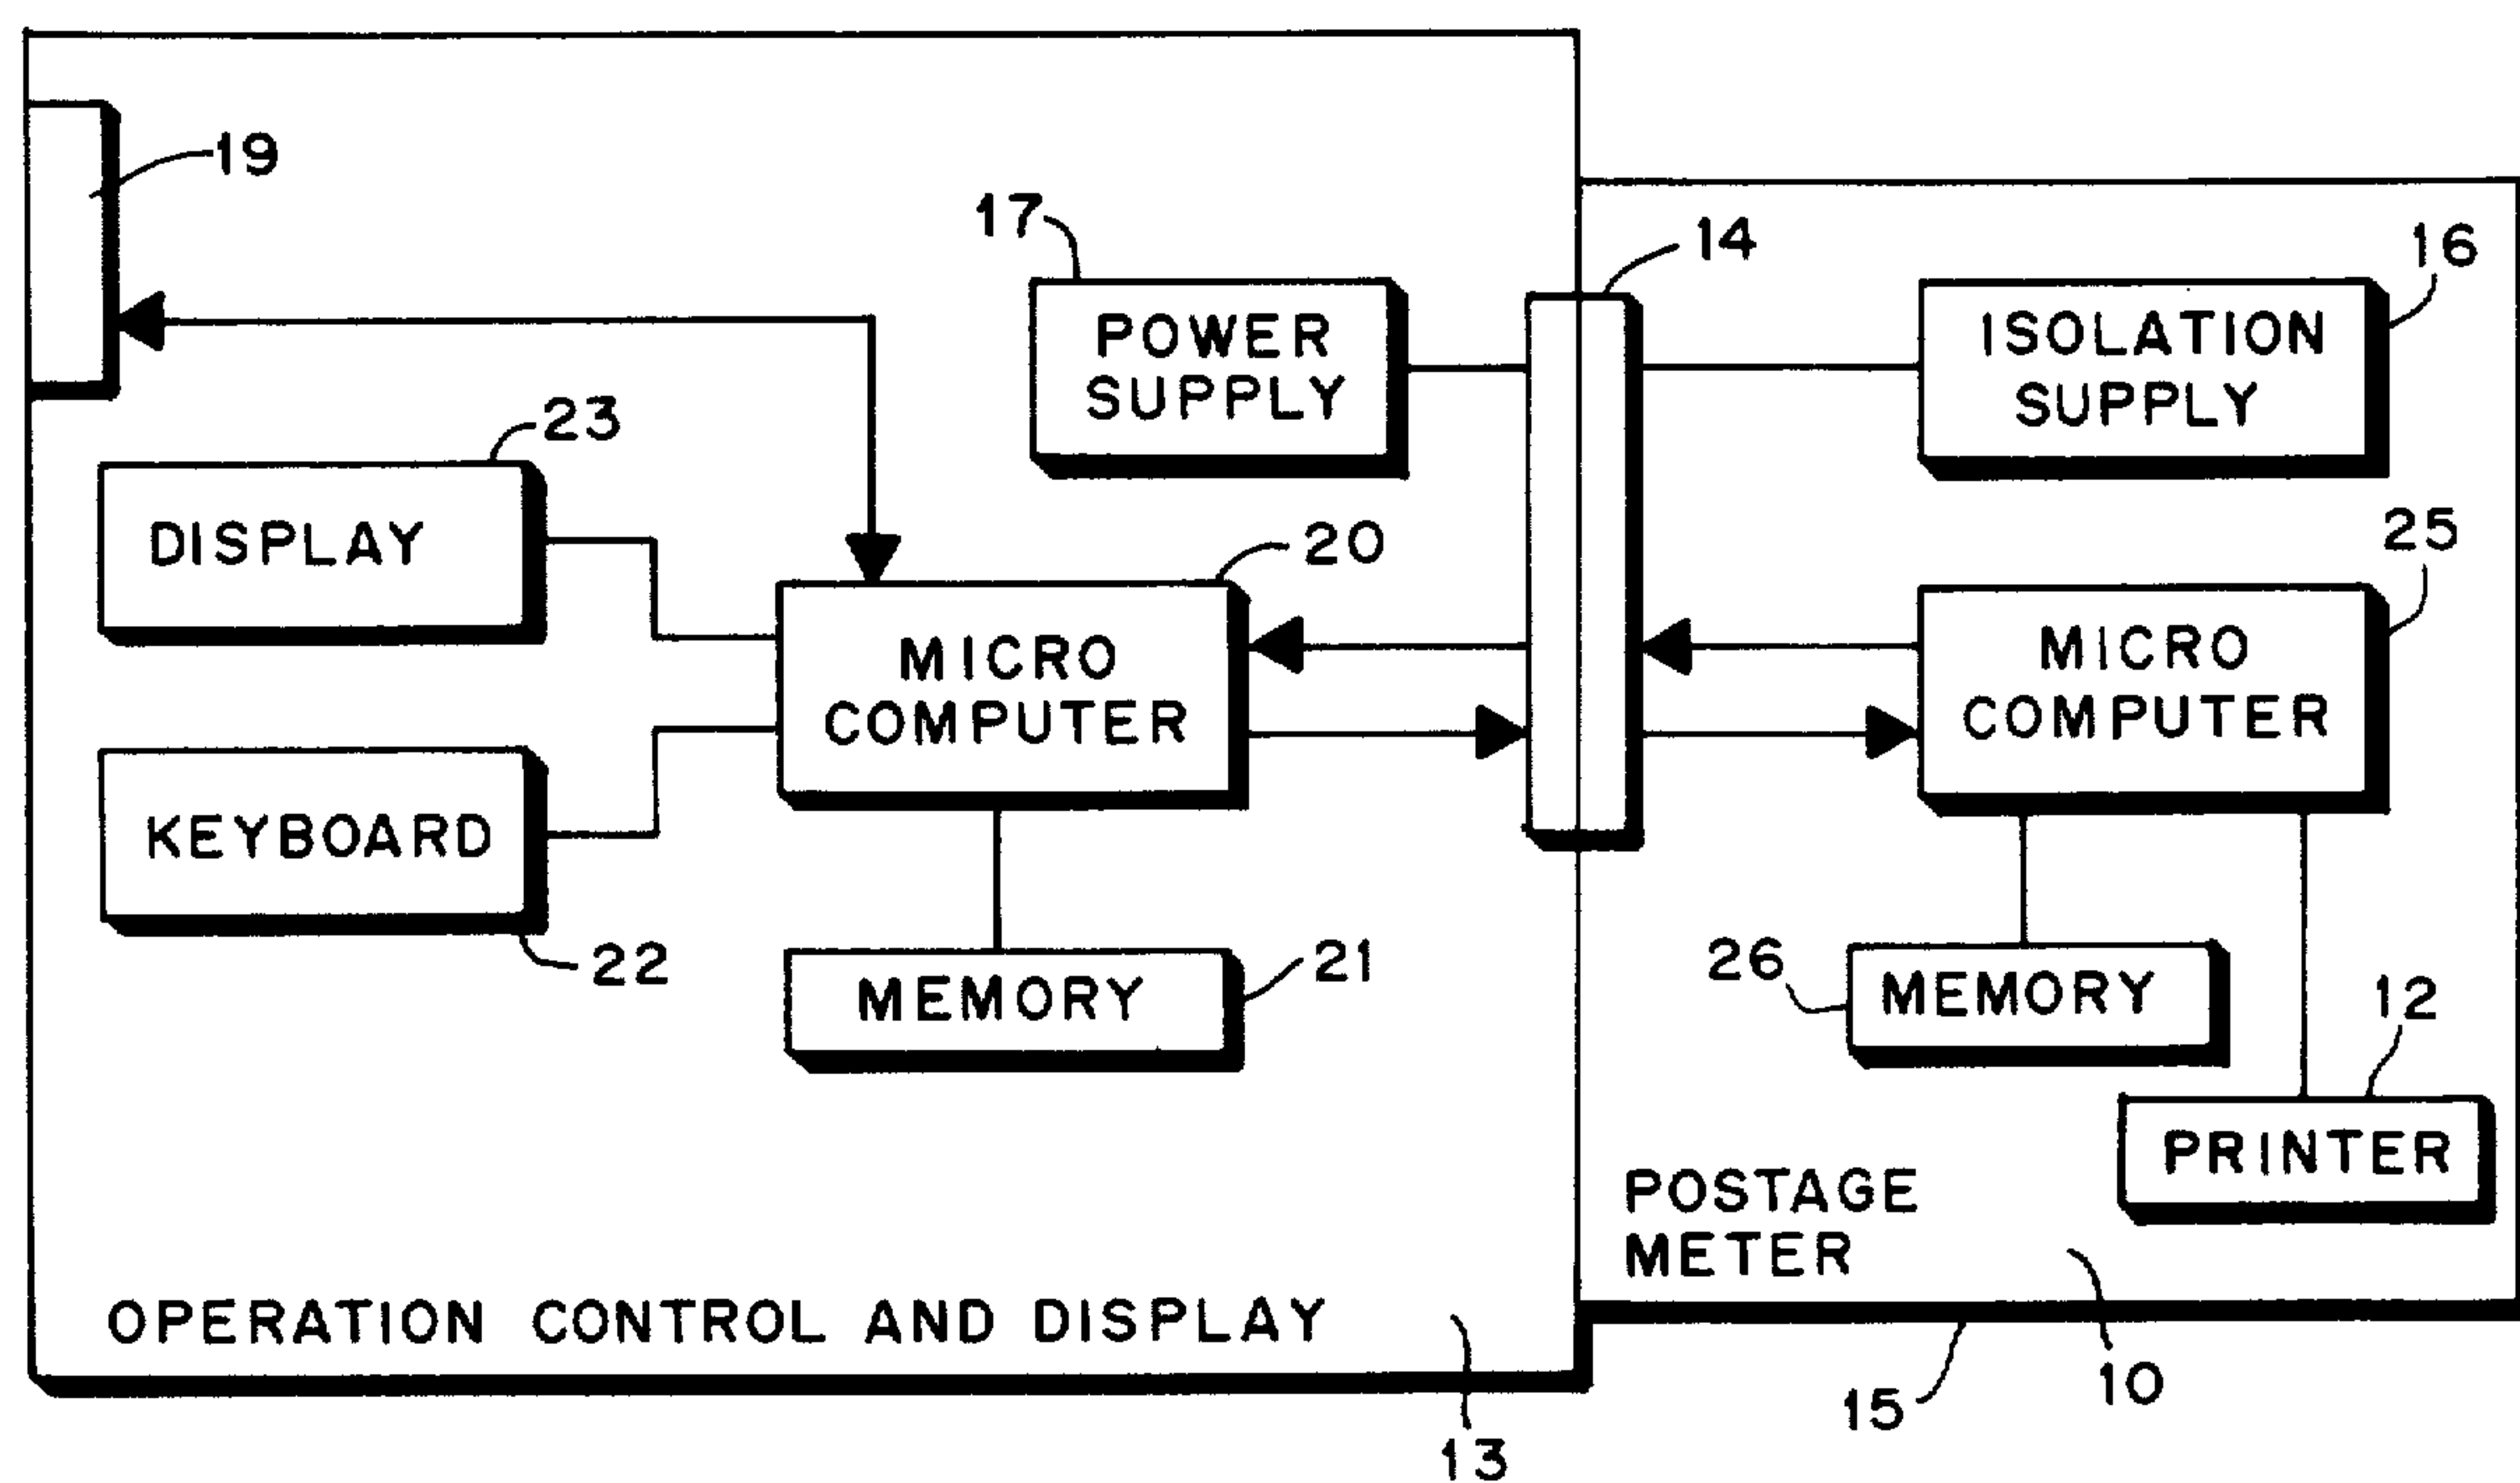 19
17
14
16
POWER
SUPPLY
ISOLATION
SUPPLY
23
DISPLAY
20
25
MICRO
COMPUTER
MICRO
COMPUTER
KEYBOARD
22
21
MEMORY
26
MEMORY
12
PRINTER
POSTAGE
METER
OPERATION CONTROL AND DISPLAY
10
15
13